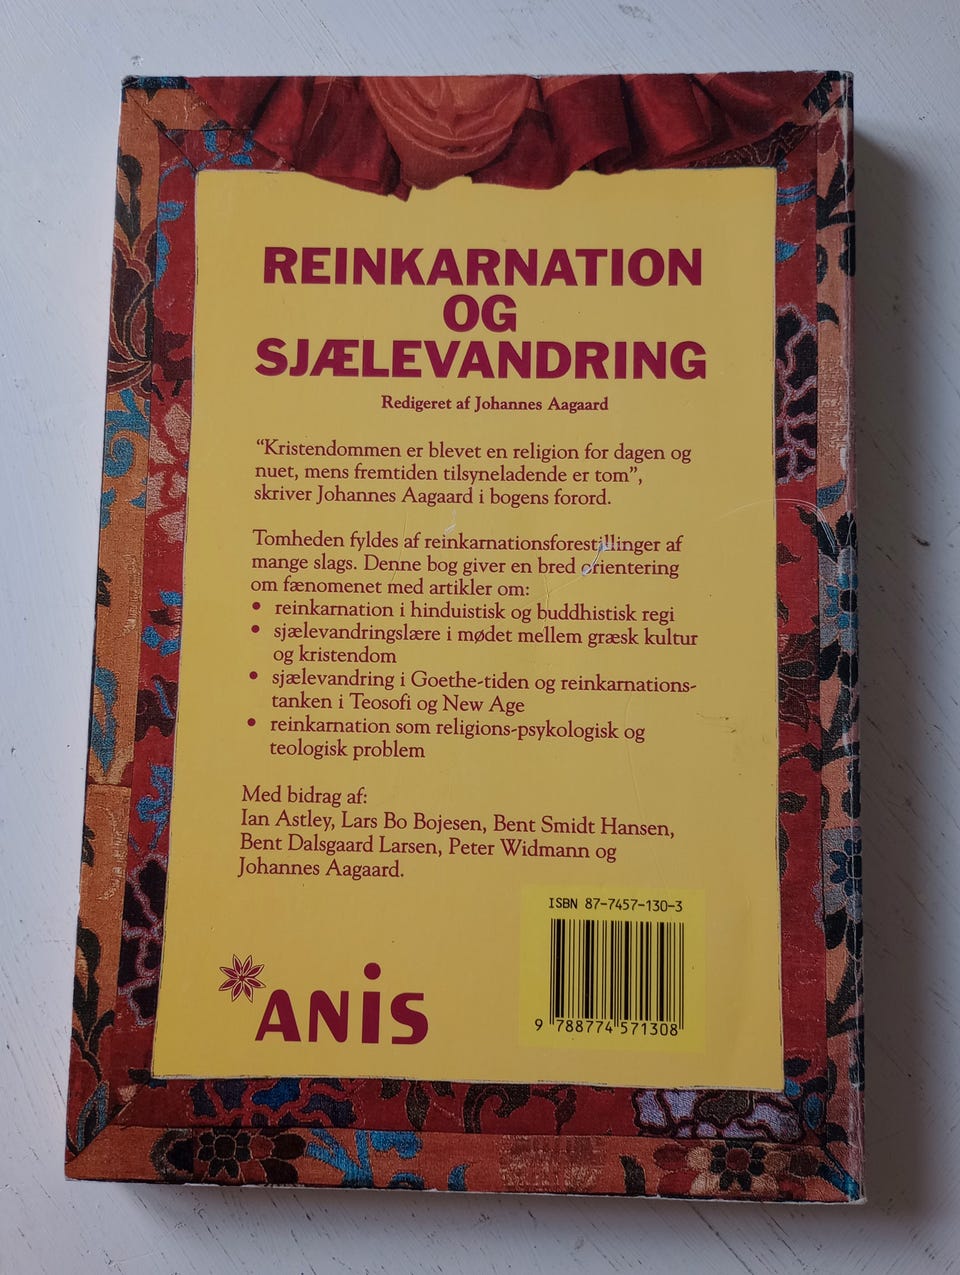 REINKARNATION
OG
SJÆLEVANDRING
Redigeret af Johannes Aagaard
“Kristendommen er blevet en religion for dagen og
nuet, mens fremtiden tilsyneladende er tom”,
skriver Johannes Aagaard i bogens forord.
Tomheden fyldes af reinkarnationsforestillinger af
mange slags. Denne bog giver en bred orientering
om fænomenet med artikler om:
• reinkarnation i hinduistisk og buddhistisk regi
• sjælevandringslære i mødet mellem græsk kultur
og kristendom
• sjælevandring i Goethe-tiden og reinkarnations-
tanken i Teosofi og New Age
• reinkarnation som religions-psykologisk og
teologisk problem
Med bidrag af:
Ian Astley, Lars Bo Bojesen, Bent Smidt Hansen,
Bent Dalsgaard Larsen, Peter Widmann og
Johannes Aagaard.
ISBN 87-7457-130-3
9 788774 571308
ANiS